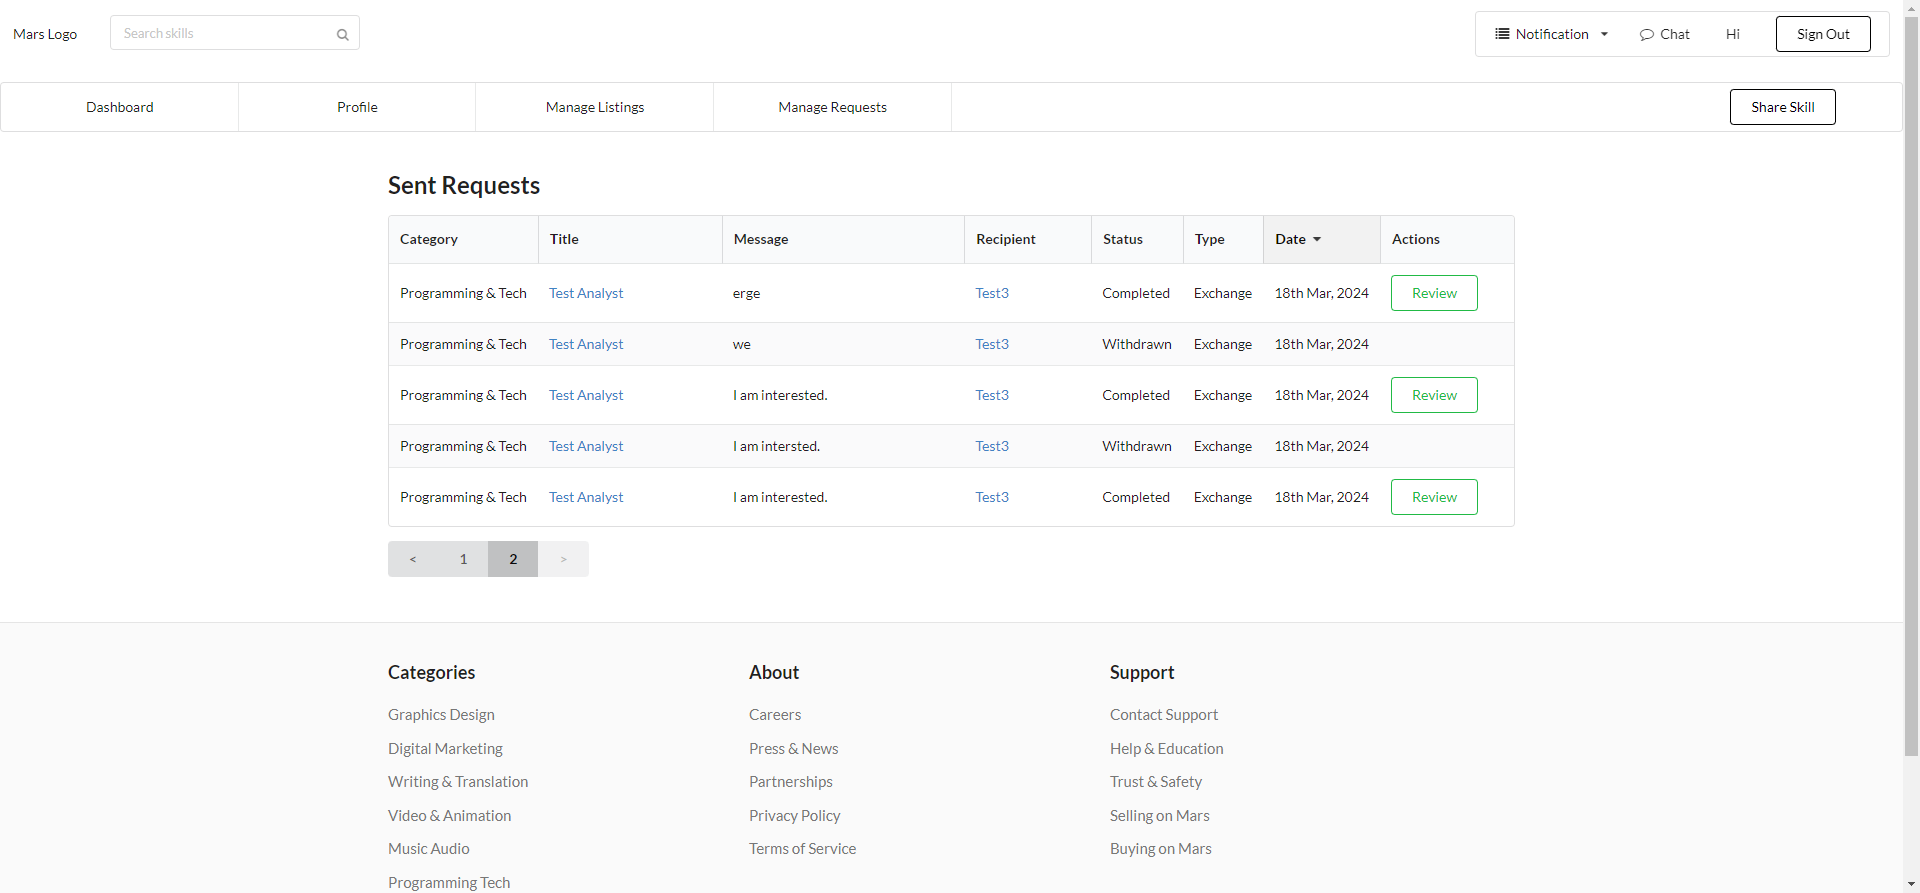 Mars Logo
Search skills
Notification
Chat
Hi
Sign Out
Dashboard
Profile
Manage Listings
Manage Requests
Share Skill
Sent Requests
Category Title Message Recipient Status Type Date Actions
Programming & Tech Test Analyst erge Test3 Completed Exchange 18th Mar, 2024 Review
Programming & Tech Test Analyst we Test3 Withdrawn Exchange 18th Mar, 2024
Programming & Tech Test Analyst I am interested. Test3 Completed Exchange 18th Mar, 2024 Review
Programming & Tech Test Analyst I am intersted. Test3 Withdrawn Exchange 18th Mar, 2024
Programming & Tech Test Analyst I am interested. Test3 Completed Exchange 18th Mar, 2024 Review
< 1 2 >
Categories
Graphics Design
Digital Marketing
Writing & Translation
Video & Animation
Music Audio
Programming Tech
About
Careers
Press & News
Partnerships
Privacy Policy
Terms of Service
Support
Contact Support
Help & Education
Trust & Safety
Selling on Mars
Buying on Mars